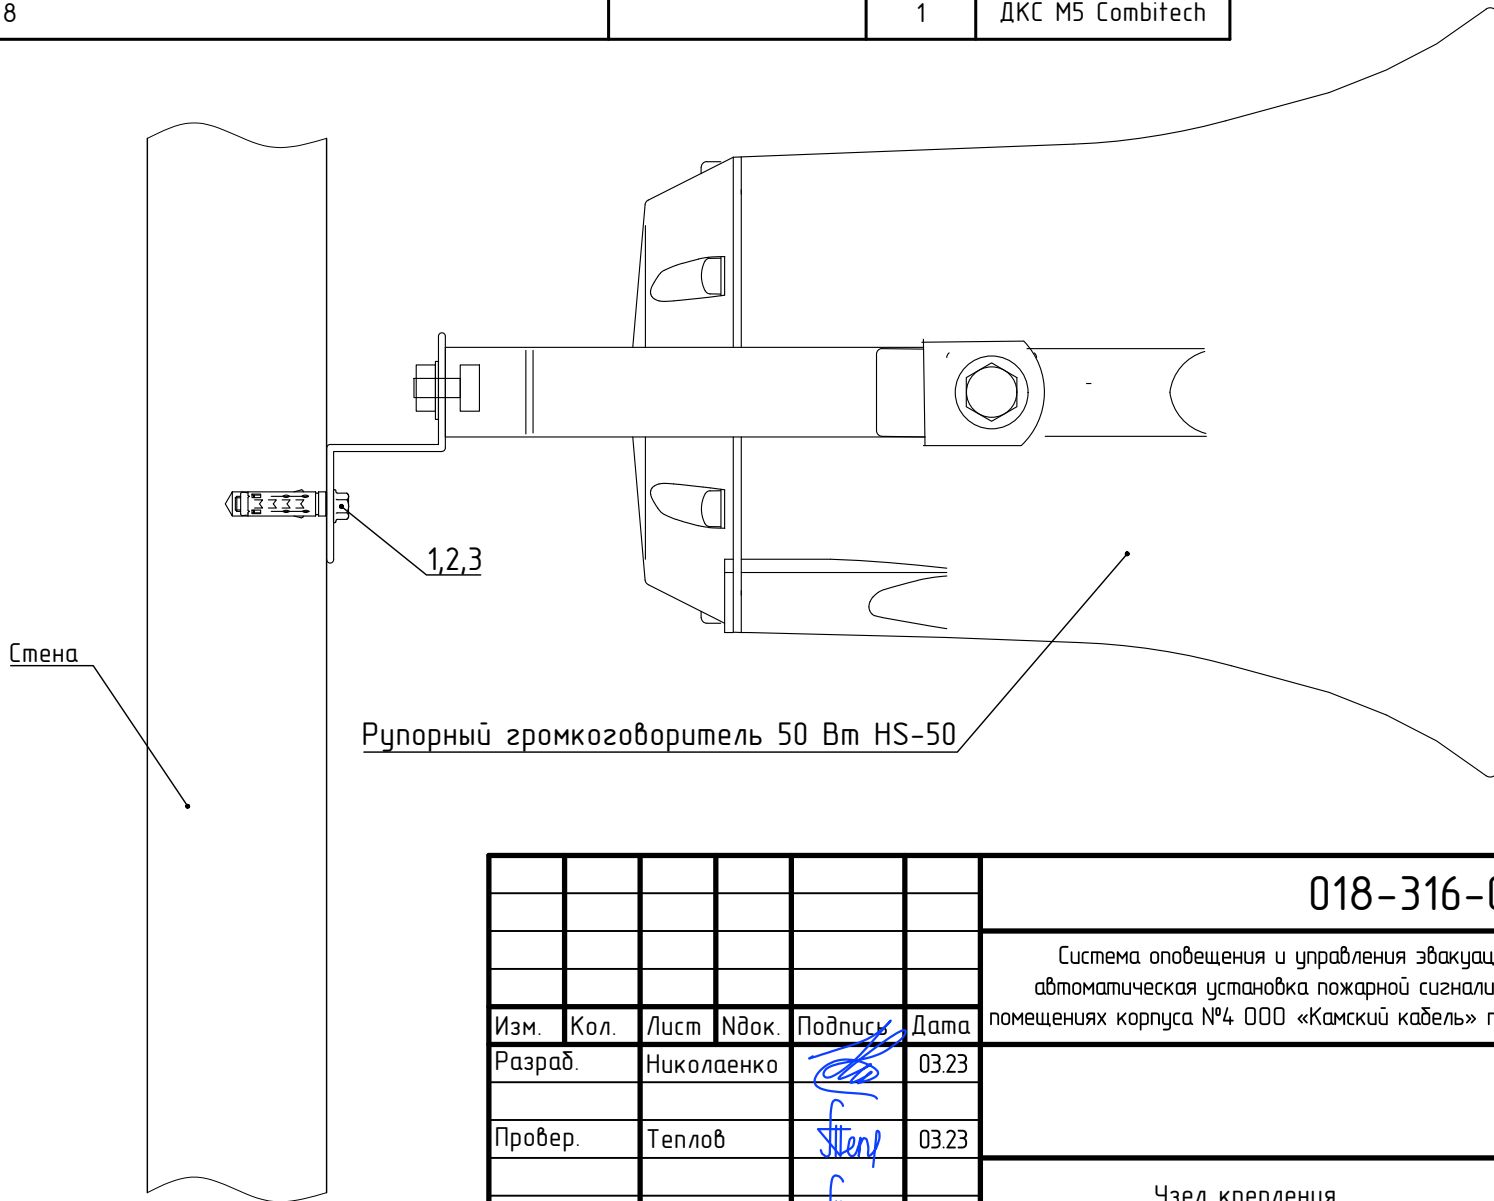 8 1 ДКС M5 Combitech
1,2,3
Стена
Рупорный громкоговоритель 50 Вт HS-50
018-316-0
Система оповещения и управления эвакуац
автоматическая установка пожарной сигнали
помещениях корпуса №4 ООО «Камский кабель» п
Изм. Кол. Лист Nдок. Подпись Дата
Разраб. Николаенко 03.23
Провер. Теплов 03.23
Узел крепления